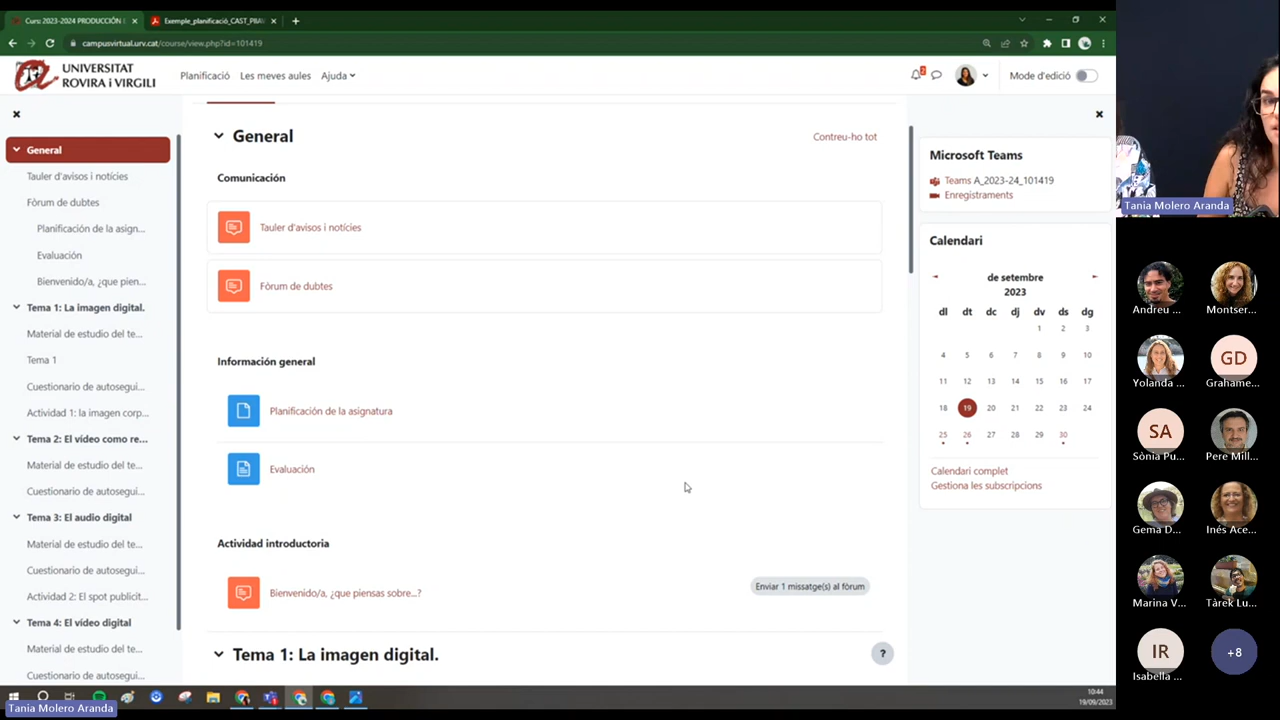 Curs: 2023-2024 PRODUCCIÓN
Exemple_planificació_CAST_
campusvirtual.urv.cat/course/view.php?id=101419
UNIVERSITAT
ROVIRA i VIRGILI
Planificació
Les meves aules
Ajuda
2
Mode d'edició
General
Tauler d'avisos i notícies
Fòrum de dubtes
Planificación de la asign...
Evaluación
Bienvenido/a, ¿que pien...
Tema 1: La imagen digital.
Material de estudio del te...
Tema 1
Cuestionario de autosegui...
Actividad 1: la imagen corp...
Tema 2: El vídeo como re...
Material de estudio del te...
Cuestionario de autosegui...
Tema 3: El audio digital
Material de estudio del te...
Cuestionario de autosegui...
Actividad 2: El spot publicit...
Tema 4: El vídeo digital
Material de estudio del te...
Cuestionario de autosegui...
General
Contreu-ho tot
Comunicación
Tauler d'avisos i notícies
Fòrum de dubtes
Información general
Planificación de la asignatura
Evaluación
Actividad introductoria
Bienvenido/a, ¿que piensas sobre...?
Enviar 1 missatge(s) al fòrum
Tema 1: La imagen digital.
?
Microsoft Teams
Teams A_2023-24_101419
Enregistraments
Calendari
de setembre
2023
dl dt dc dj dv ds dg
1 2 3
4 5 6 7 8 9 10
11 12 13 14 15 16 17
18 19 20 21 22 23 24
25 26 27 28 29 30
Calendari complet
Gestiona les subscripcions
Tania Molero Aranda
Andreu ...
Montser...
Yolanda ...
GD
Grahame...
SA
Sònia Pu...
Pere Mill...
Gema D...
Inés Ace...
Marina V...
Tàrek Lu...
IR
Isabella ...
+8
10:44
19/09/2023
Tania Molero Aranda